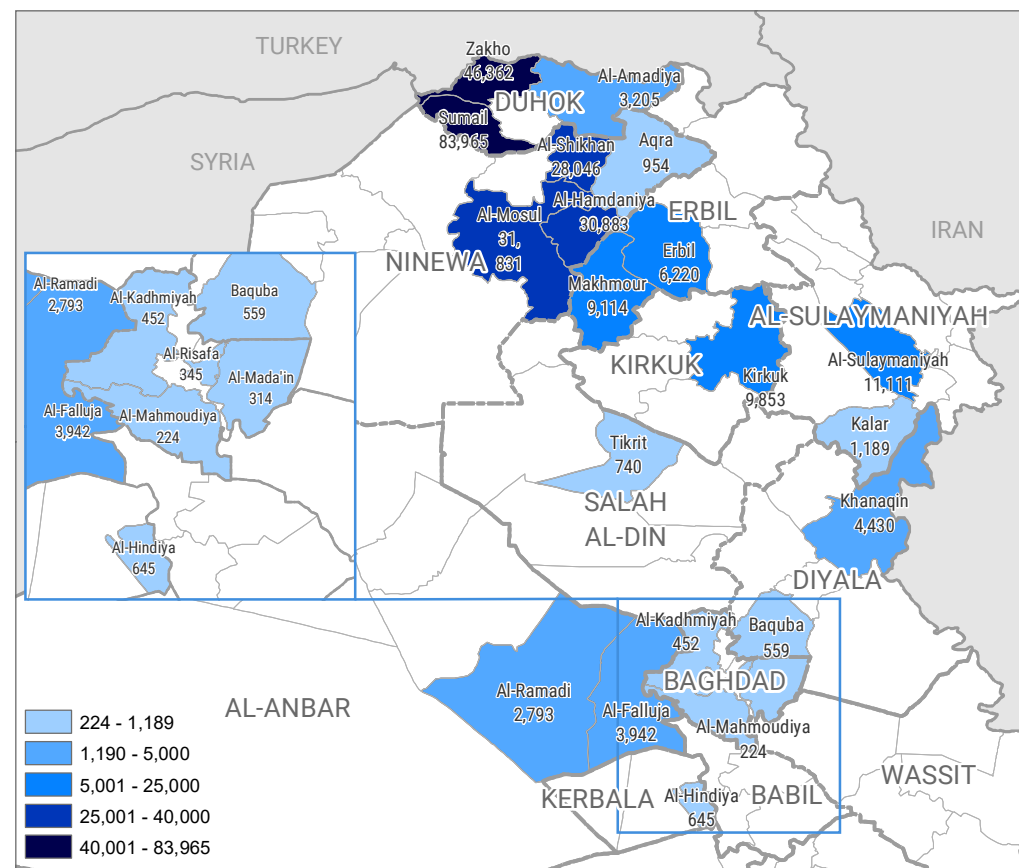 TURKEY
Zakho
46,362
Al-Amadiya
3,205
DUHOK
Sumail
83,965
Al-Shikhan
28,046
Aqra
954
SYRIA
Al-Hamdaniya
30,883
Al-Mosul
31,
831
ERBIL
IRAN
NINEWA
Erbil
6,220
Makhmour
9,114
AL-SULAYMANIYAH
KIRKUK
Kirkuk
9,853
Al-Sulaymaniyah
11,111
Kalar
1,189
Tikrit
740
Khanaqin
4,430
SALAH
AL-DIN
DIYALA
Al-Ramadi
2,793
Al-Kadhmiyah
452
Baquba
559
Al-Risafa
345
Al-Mada'in
314
Al-Falluja
3,942
Al-Mahmoudiya
224
Al-Hindiya
645
Al-Kadhmiyah
452
Baquba
559
BAGHDAD
Al-Ramadi
2,793
Al-Falluja
3,942
Al-Mahmoudiya
224
AL-ANBAR
WASSIT
KERBALA
Al-Hindiya
645
BABIL
224 - 1,189
1,190 - 5,000
5,001 - 25,000
25,001 - 40,000
40,001 - 83,965